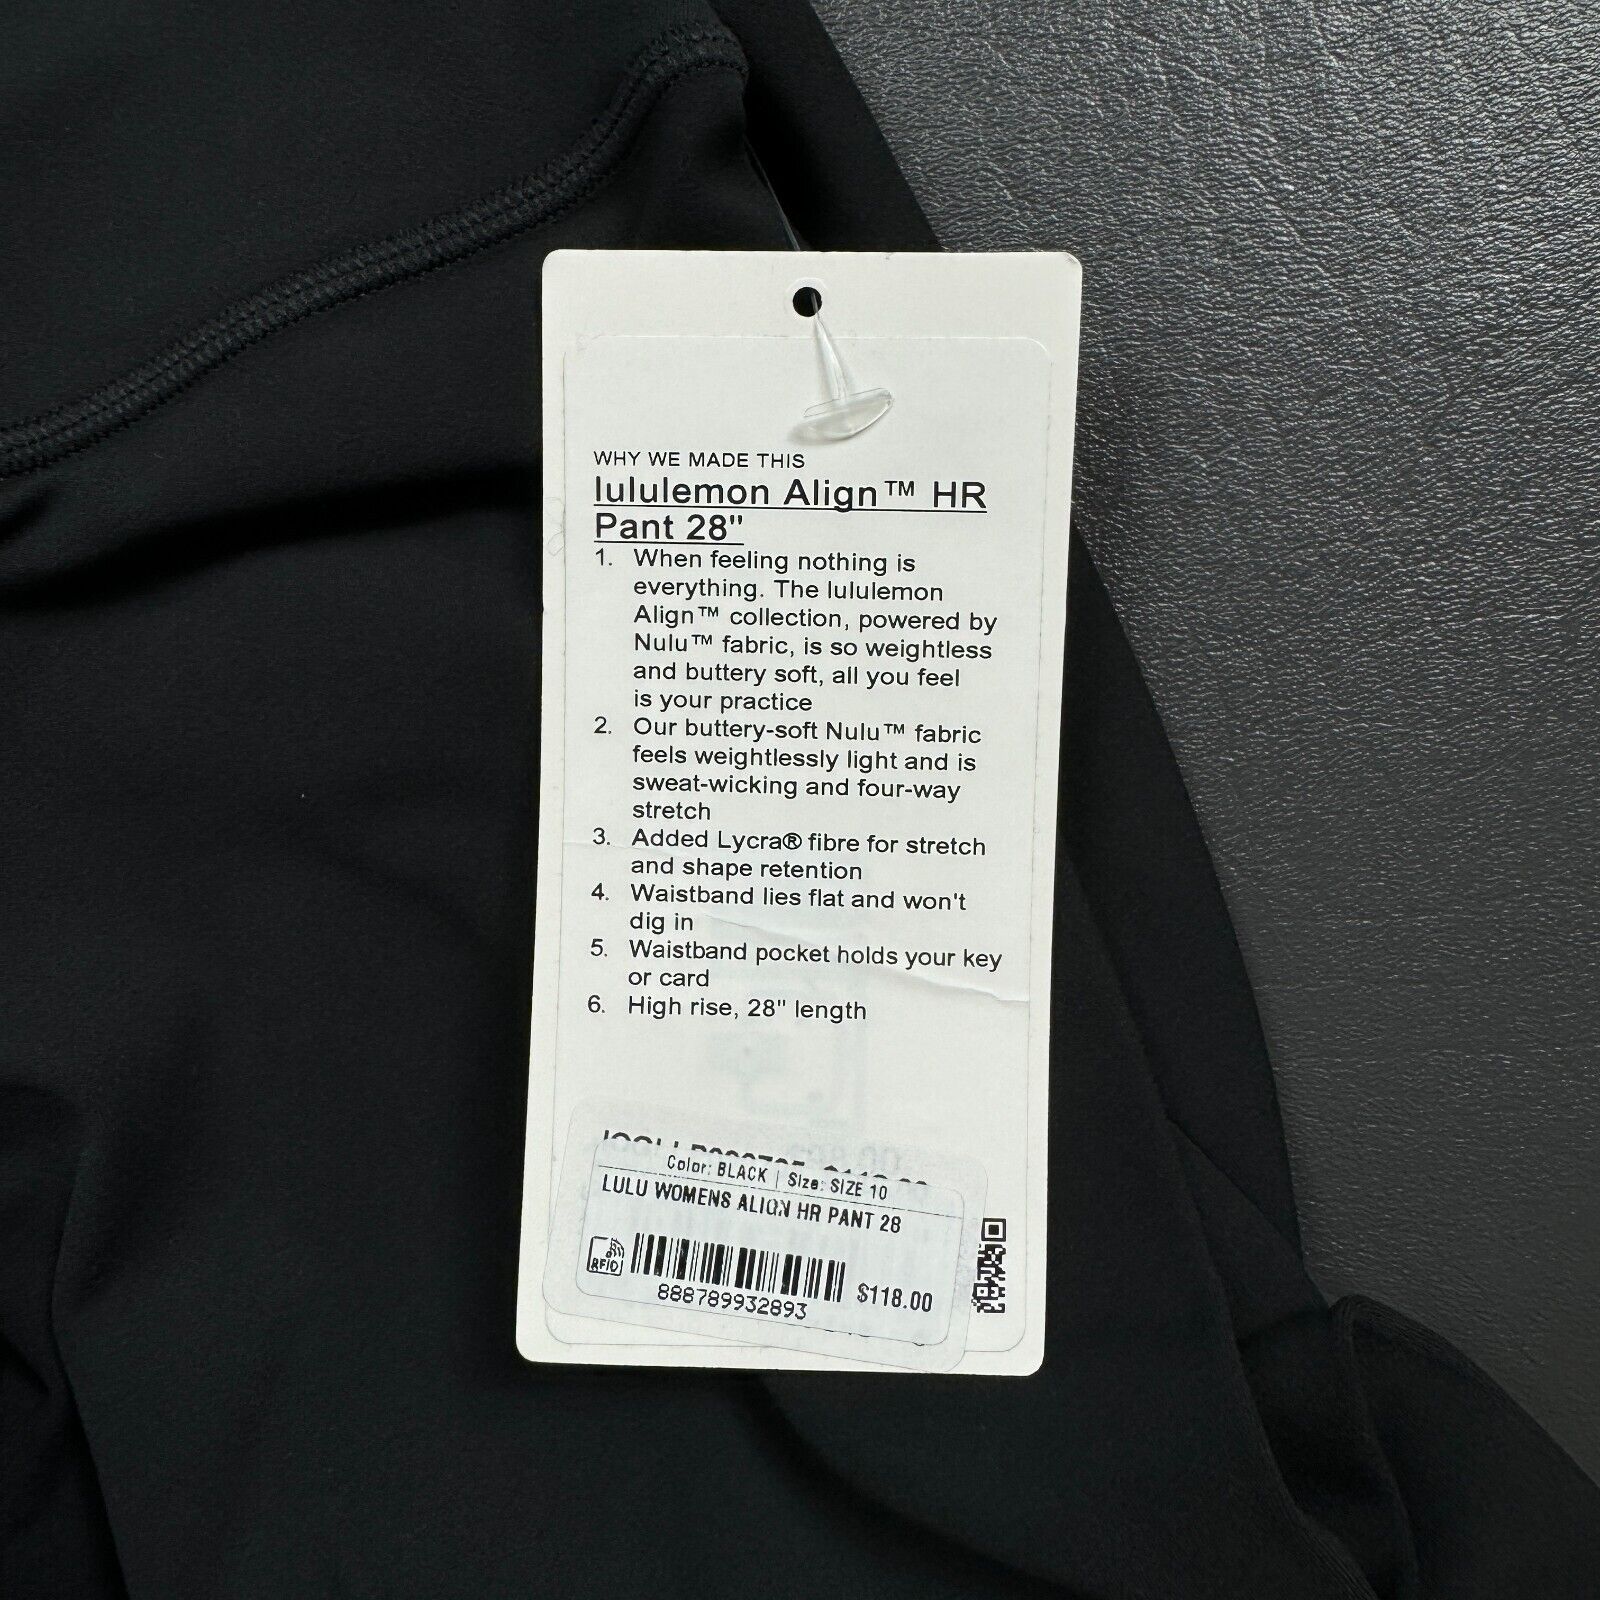 WHY WE MADE THIS
lululemon Align™ HR
Pant 28"
1. When feeling nothing is
everything. The lululemon
Align™ collection, powered by
Nulu™ fabric, is so weightless
and buttery soft, all you feel
is your practice
2. Our buttery-soft Nulu™ fabric
feels weightlessly light and is
sweat-wicking and four-way
stretch
3. Added Lycra® fibre for stretch
and shape retention
4. Waistband lies flat and won't
dig in
5. Waistband pocket holds your key
or card
6. High rise, 28" length
Color: BLACK | Size: SIZE 10
LULU WOMENS ALIGN HR PANT 28
RFID
888789932893
$118.00